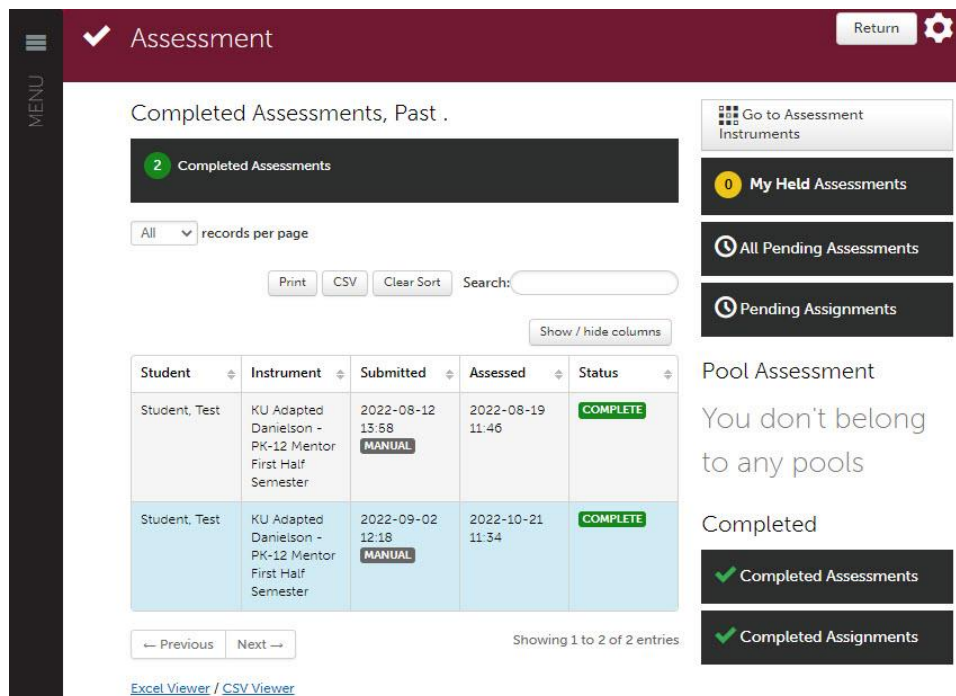 MENU
Assessment
Return
Completed Assessments, Past .
2 Completed Assessments
All records per page
Print CSV Clear Sort Search:
Show / hide columns
Student Instrument Submitted Assessed Status
Student, Test
KU Adapted
Danielson -
PK-12 Mentor
First Half
Semester
2022-08-12
13:58
MANUAL
2022-08-19
11:46
COMPLETE
Student, Test
KU Adapted
Danielson -
PK-12 Mentor
First Half
Semester
2022-09-02
12:18
MANUAL
2022-10-21
11:34
COMPLETE
← Previous Next →
Showing 1 to 2 of 2 entries
Excel Viewer / CSV Viewer
Go to Assessment
Instruments
0 My Held Assessments
All Pending Assessments
Pending Assignments
Pool Assessment
You don't belong
to any pools
Completed
Completed Assessments
Completed Assignments